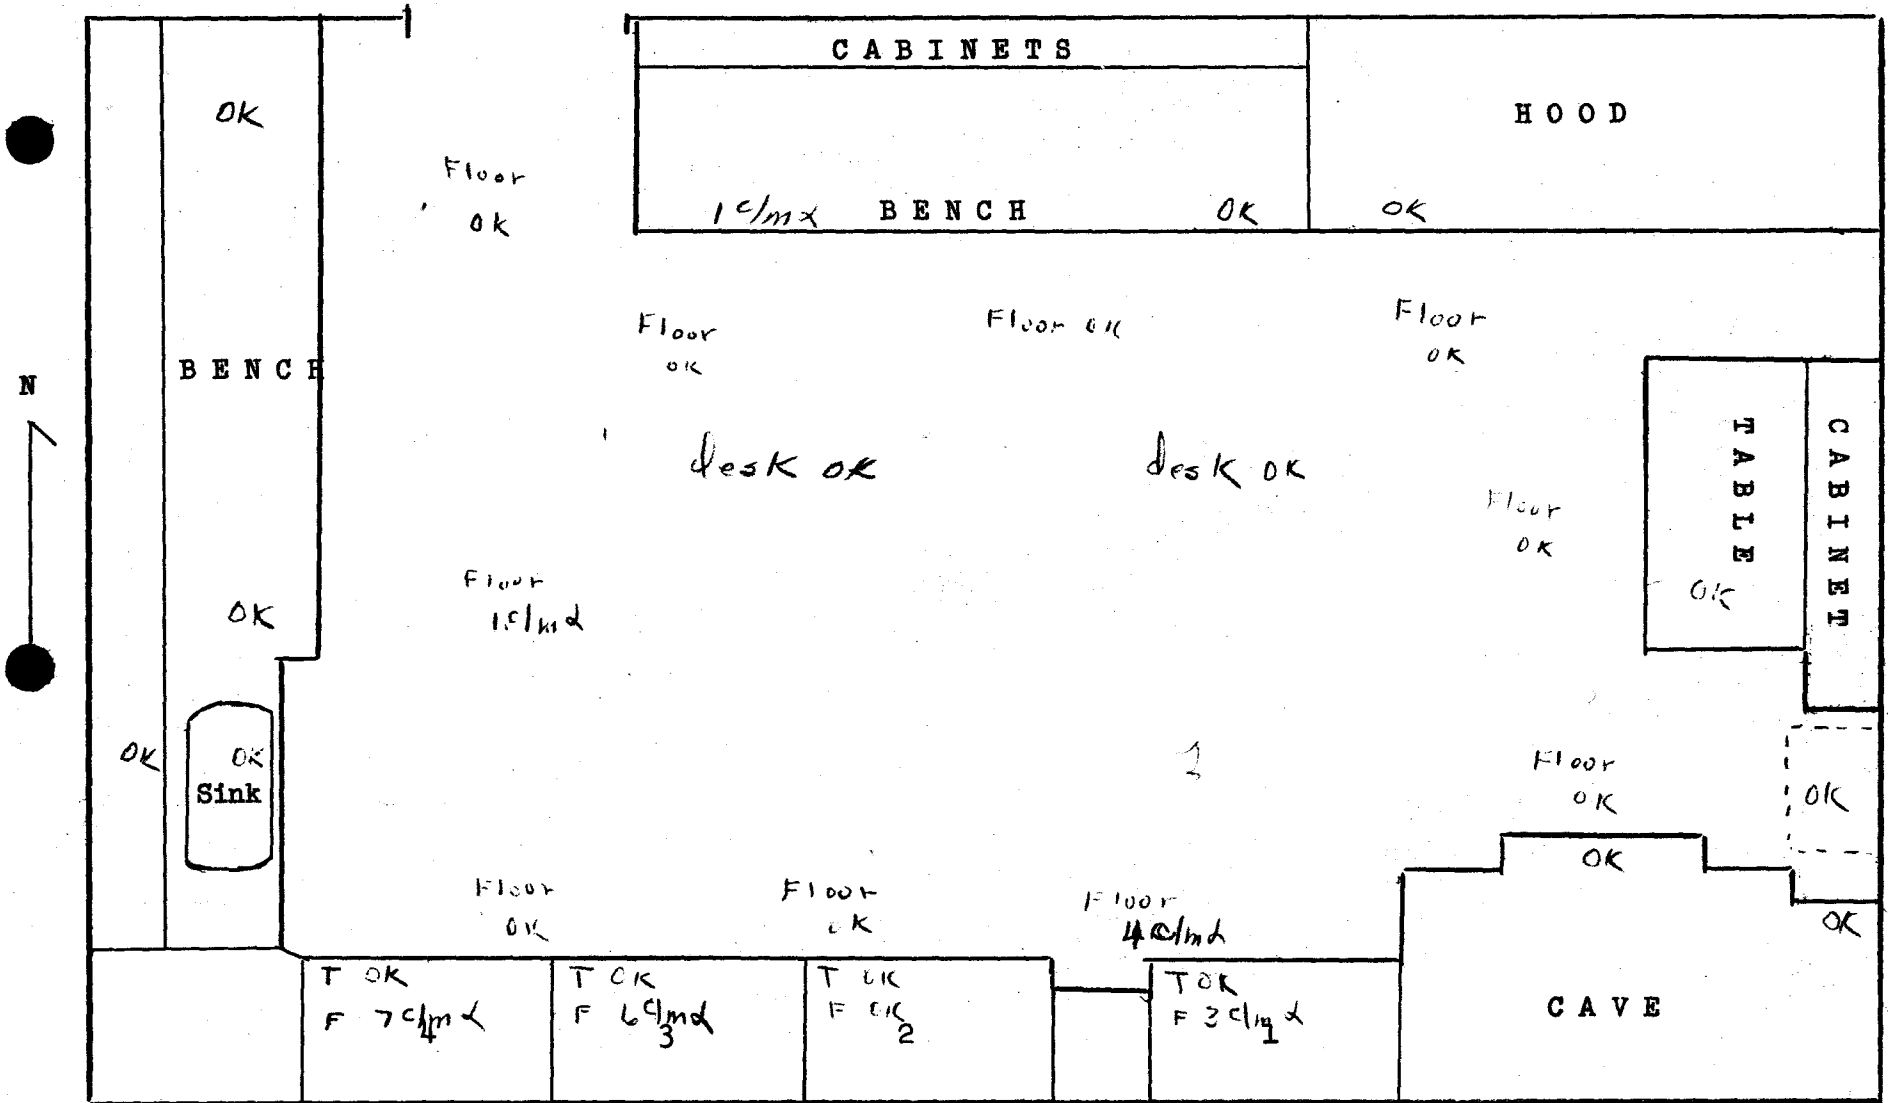 CABINETS
HOOD
OK
Floor
OK
1 c/m α BENCH OK
OK
Floor
OK
Floor OK
Floor
OK
N
BENCH
TABLE
CABINET
desk OK
desk OK
Floor
OK
Floor
1 c/m α
OK
OK
OK
OK
Sink
Floor
OK
OK
OK
OK
Floor
OK
Floor
OK
Floor
4 c/m α
T OK
F 7 c/m α
4
T OK
F 6 c/m α
3
T OK
F OK
2
T OK
F 3 c/m α
1
CAVE